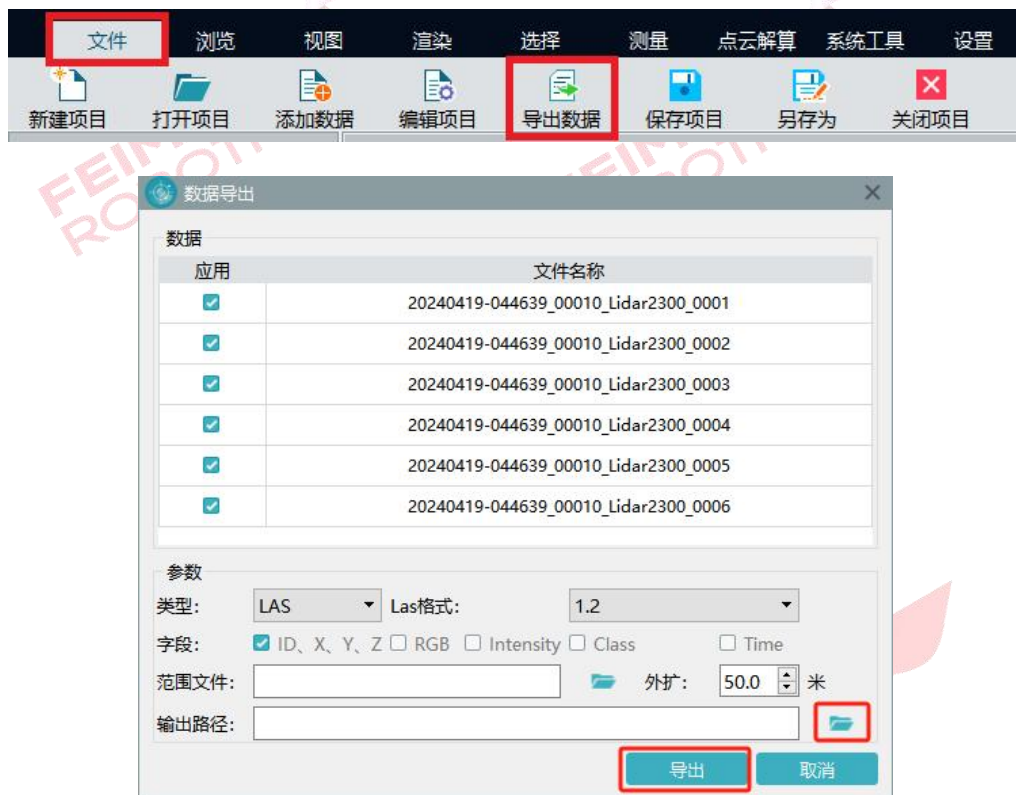 文件 浏览 视图 渲染 选择 测量 点云解算 系统工具 设置
新建项目 打开项目 添加数据 编辑项目 导出数据 保存项目 另存为 关闭项目
数据导出
数据
应用 文件名称
20240419-044639_00010_Lidar2300_0001
20240419-044639_00010_Lidar2300_0002
20240419-044639_00010_Lidar2300_0003
20240419-044639_00010_Lidar2300_0004
20240419-044639_00010_Lidar2300_0005
20240419-044639_00010_Lidar2300_0006
参数
类型: LAS Las格式: 1.2
字段: ID、X、Y、Z RGB Intensity Class Time
范围文件: 外扩: 50.0 米
输出路径:
导出 取消